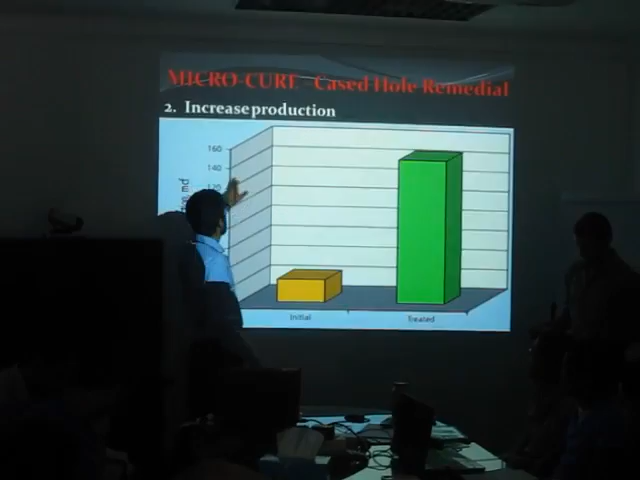 MICRO-CURE - Cased Hole Remedial
2. Increase production
160
140
120
md
Initial
Treated